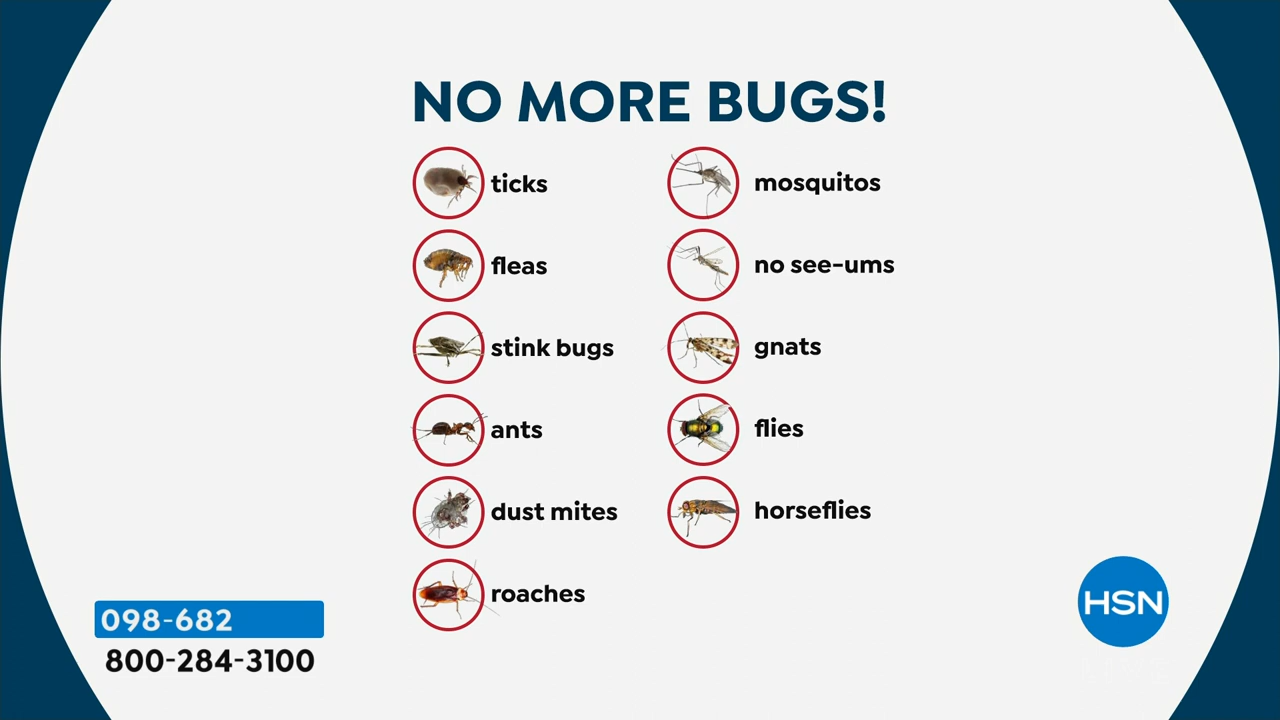 NO MORE BUGS!
ticks
fleas
stink bugs
ants
dust mites
roaches
mosquitos
no see-ums
gnats
flies
horseflies
098-682
800-284-3100
HSN